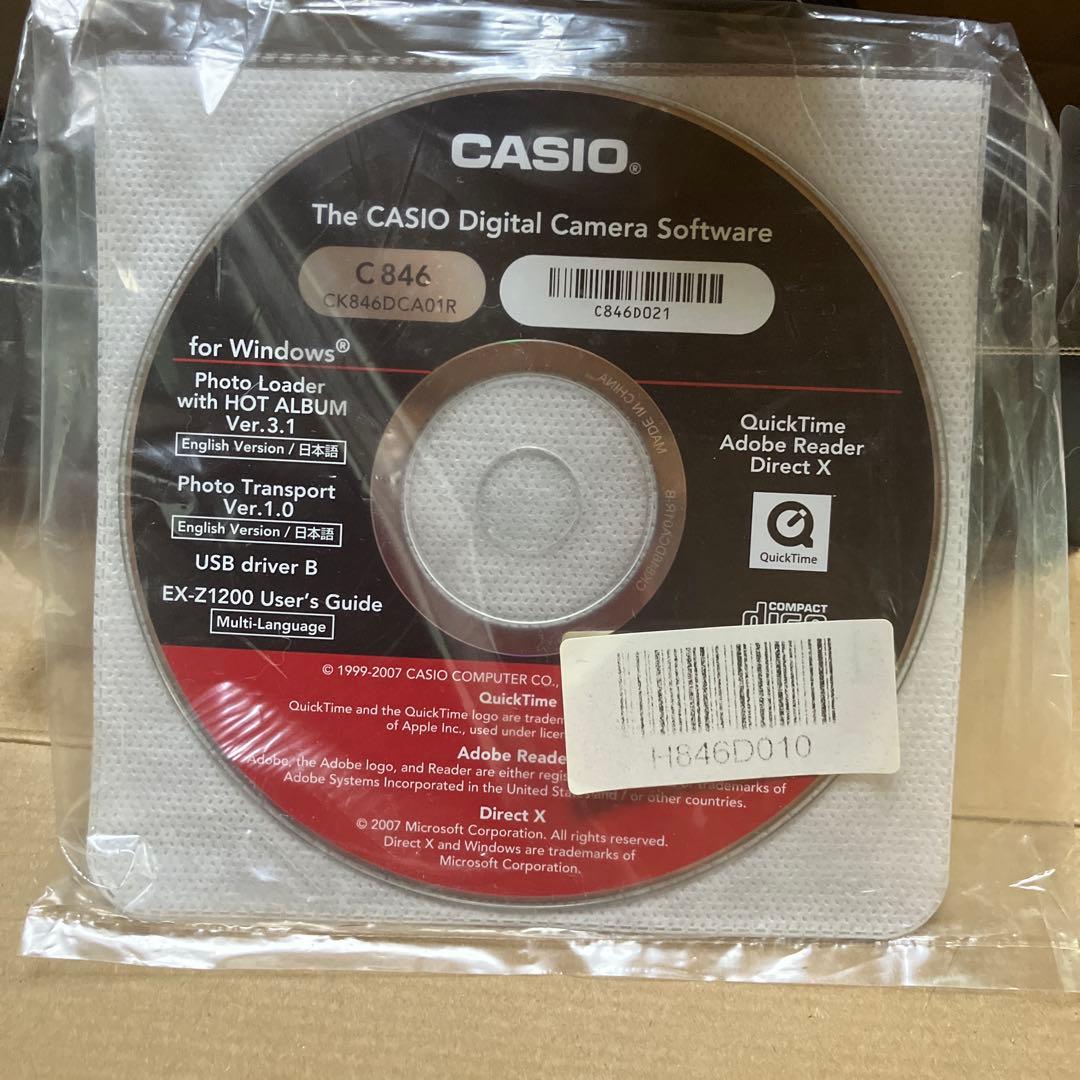 CASIO®
The CASIO Digital Camera Software
C846
CK846DCA01R
C846D021
for Windows®
Photo Loader
with HOT ALBUM
Ver.3.1
English Version / 日本語
Photo Transport
Ver.1.0
English Version / 日本語
USB driver B
EX-Z1200 User's Guide
Multi-Language
QuickTime
Adobe Reader
Direct X
QuickTime
COMPACT
disc
MADE IN CHINA
© 1999-2007 CASIO COMPUTER CO.,
QuickTime
QuickTime and the QuickTime logo are
of Apple Inc., used under
Adobe
Adobe, the Adobe logo, and Reader are either
trademarks of
Adobe Systems Incorporated in the United and / or other countries.
Direct X
© 2007 Microsoft Corporation. All rights reserved.
Direct X and Windows are trademarks of
Microsoft Corporation.
H846D010